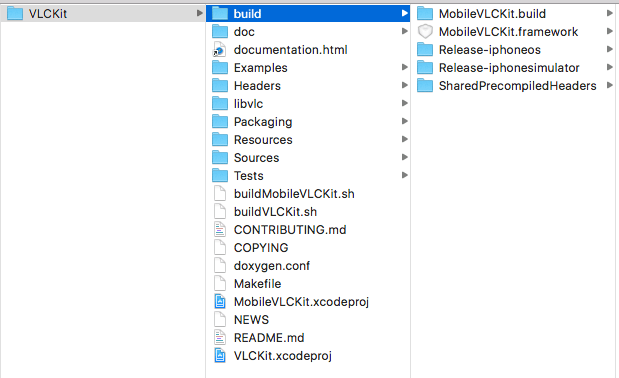 VLCKit
build
doc
documentation.html
Examples
Headers
libvlc
Packaging
Resources
Sources
Tests
buildMobileVLCKit.sh
buildVLCKit.sh
CONTRIBUTING.md
COPYING
doxygen.conf
Makefile
MobileVLCKit.xcodeproj
NEWS
README.md
VLCKit.xcodeproj
MobileVLCKit.build
MobileVLCKit.framework
Release-iphoneos
Release-iphonesimulator
SharedPrecompiledHeaders